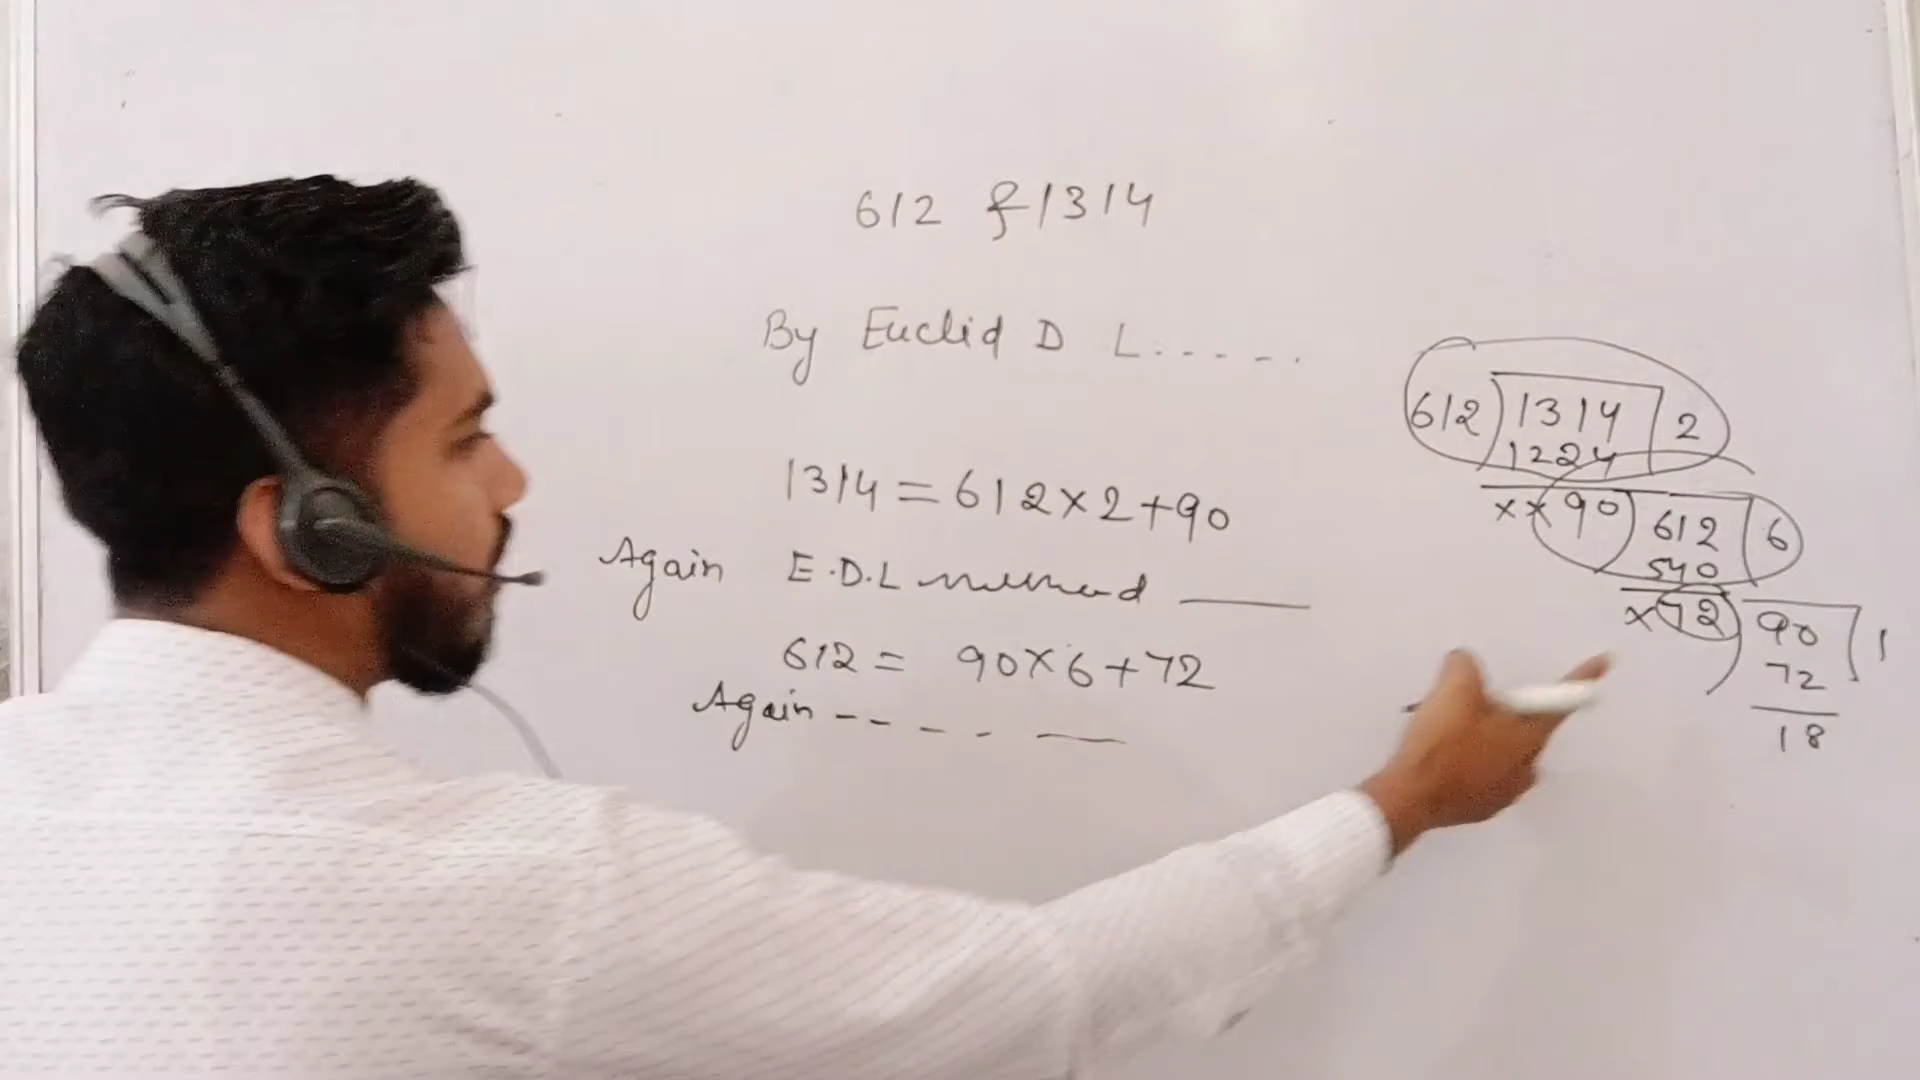 612 & 1314
By Euclid D L.....
1314 = 612×2+90
Again E.D.L method ___
612 = 90×6+72
Again -- - - —
612) 1314 (2
1224
××90) 612 (6
540
×72) 90 (1
72
18